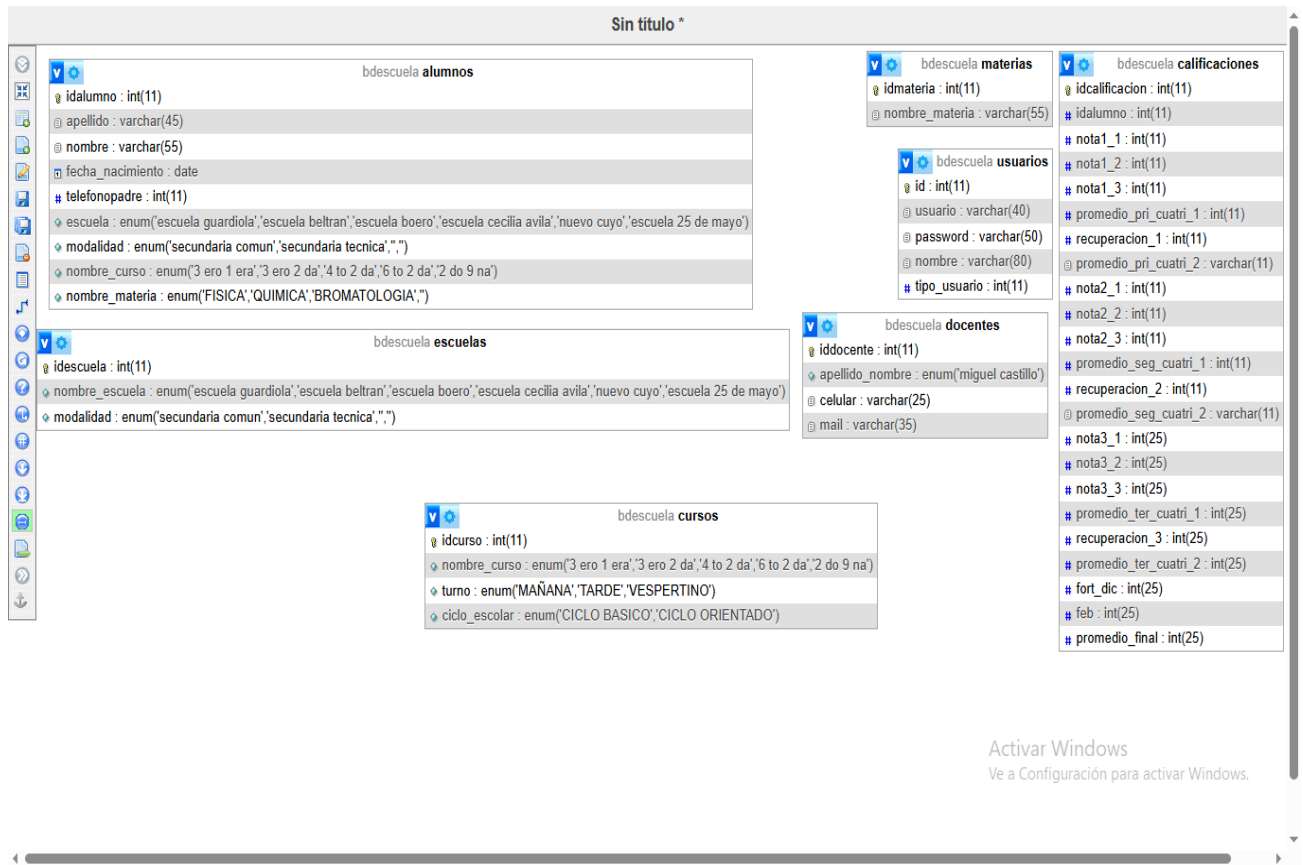 Sin título *
bdescuela alumnos
idalumno : int(11)
apellido : varchar(45)
nombre : varchar(55)
fecha_nacimiento : date
telefonopadre : int(11)
escuela : enum('escuela guardiola','escuela beltran','escuela boero','escuela cecilia avila','nuevo cuyo','escuela 25 de mayo')
modalidad : enum('secundaria comun','secundaria tecnica','','')
nombre_curso : enum('3 ero 1 era','3 ero 2 da','4 to 2 da','6 to 2 da','2 do 9 na')
nombre_materia : enum('FISICA','QUIMICA','BROMATOLOGIA','')
bdescuela escuelas
idescuela : int(11)
nombre_escuela : enum('escuela guardiola','escuela beltran','escuela boero','escuela cecilia avila','nuevo cuyo','escuela 25 de mayo')
modalidad : enum('secundaria comun','secundaria tecnica','','')
bdescuela cursos
idcurso : int(11)
nombre_curso : enum('3 ero 1 era','3 ero 2 da','4 to 2 da','6 to 2 da','2 do 9 na')
turno : enum('MAÑANA','TARDE','VESPERTINO')
ciclo_escolar : enum('CICLO BASICO','CICLO ORIENTADO')
bdescuela materias
idmateria : int(11)
nombre_materia : varchar(55)
bdescuela usuarios
id : int(11)
usuario : varchar(40)
password : varchar(50)
nombre : varchar(80)
tipo_usuario : int(11)
bdescuela docentes
iddocente : int(11)
apellido_nombre : enum('miguel castillo')
celular : varchar(25)
mail : varchar(35)
bdescuela calificaciones
idcalificacion : int(11)
idalumno : int(11)
nota1_1 : int(11)
nota1_2 : int(11)
nota1_3 : int(11)
promedio_pri_cuatri_1 : int(11)
recuperacion_1 : int(11)
promedio_pri_cuatri_2 : varchar(11)
nota2_1 : int(11)
nota2_2 : int(11)
nota2_3 : int(11)
promedio_seg_cuatri_1 : int(11)
recuperacion_2 : int(11)
promedio_seg_cuatri_2 : varchar(11)
nota3_1 : int(25)
nota3_2 : int(25)
nota3_3 : int(25)
promedio_ter_cuatri_1 : int(25)
recuperacion_3 : int(25)
promedio_ter_cuatri_2 : int(25)
fort_dic : int(25)
feb : int(25)
promedio_final : int(25)
Activar Windows
Ve a Configuración para activar Windows.